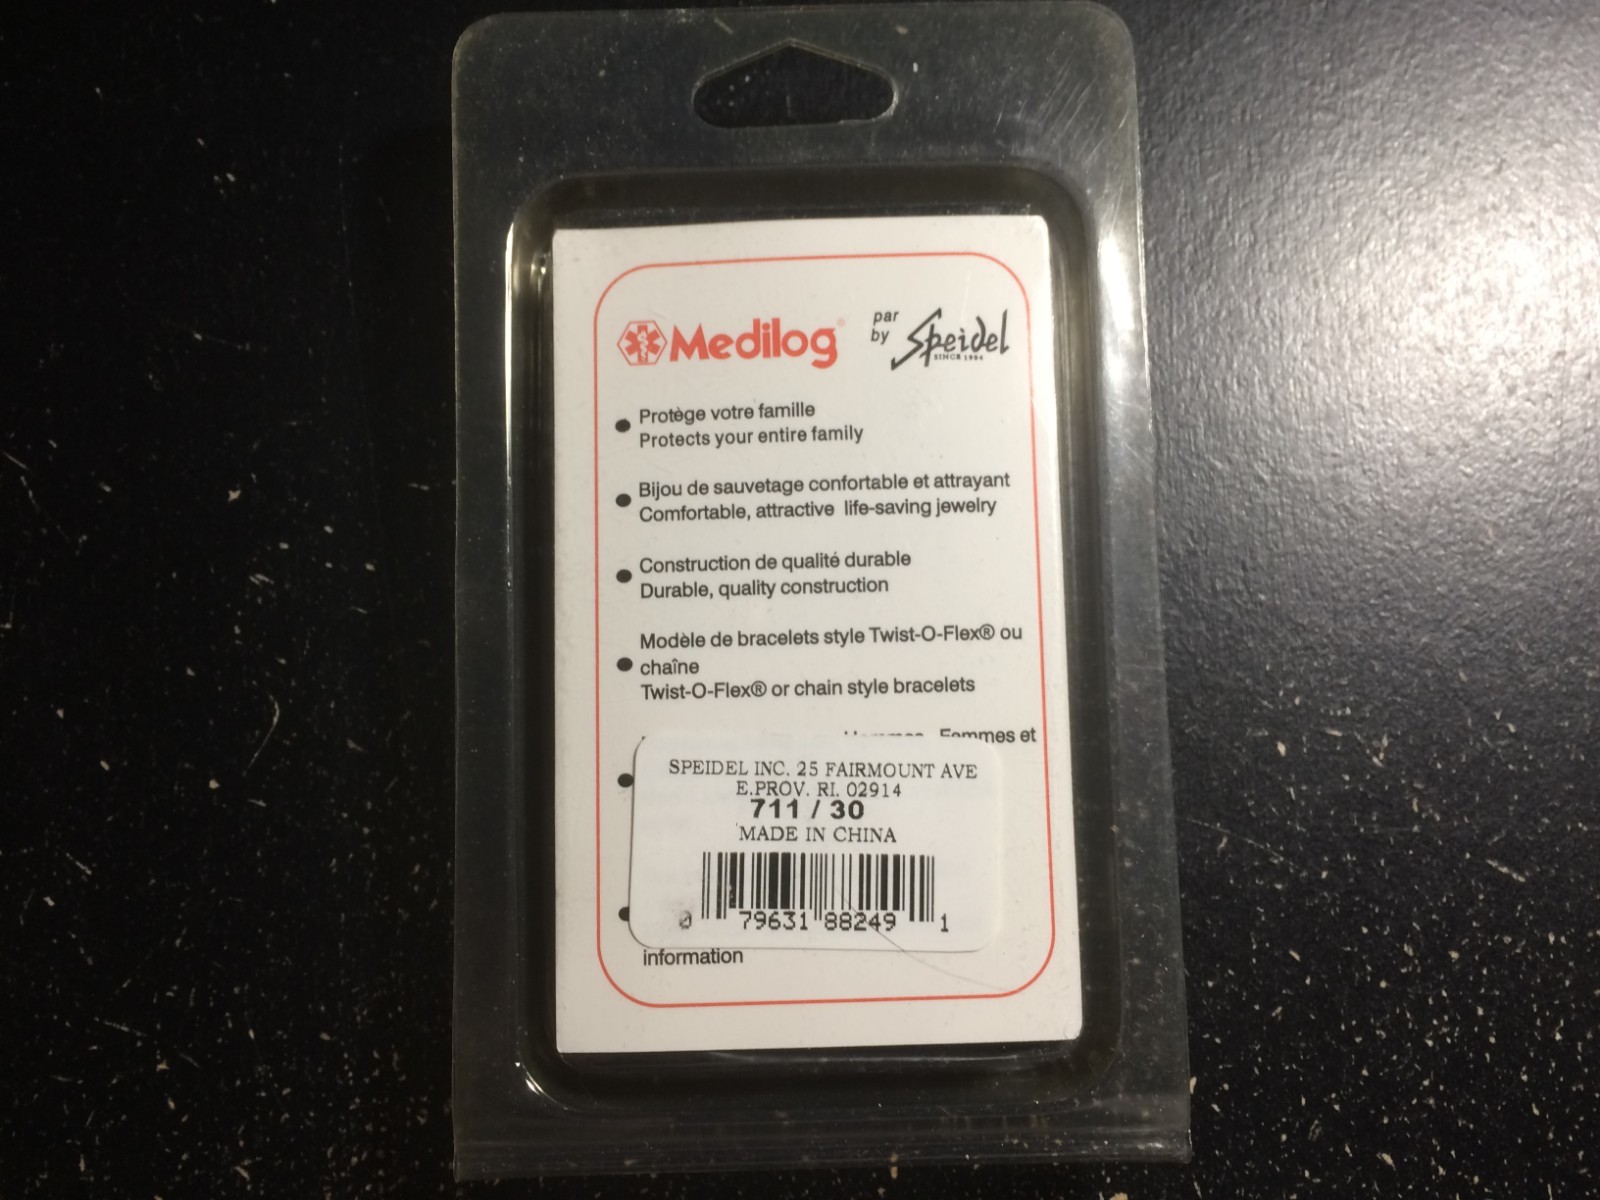 Medilog®
par
by
Speidel
SINCE 1904
Protège votre famille
Protects your entire family
Bijou de sauvetage confortable et attrayant
Comfortable, attractive life-saving jewelry
Construction de qualité durable
Durable, quality construction
Modèle de bracelets style Twist-O-Flex® ou
chaîne
Twist-O-Flex® or chain style bracelets
Femmes et
SPEIDEL INC. 25 FAIRMOUNT AVE
E.PROV. RI. 02914
711 / 30
MADE IN CHINA
0 79631 88249 1
information